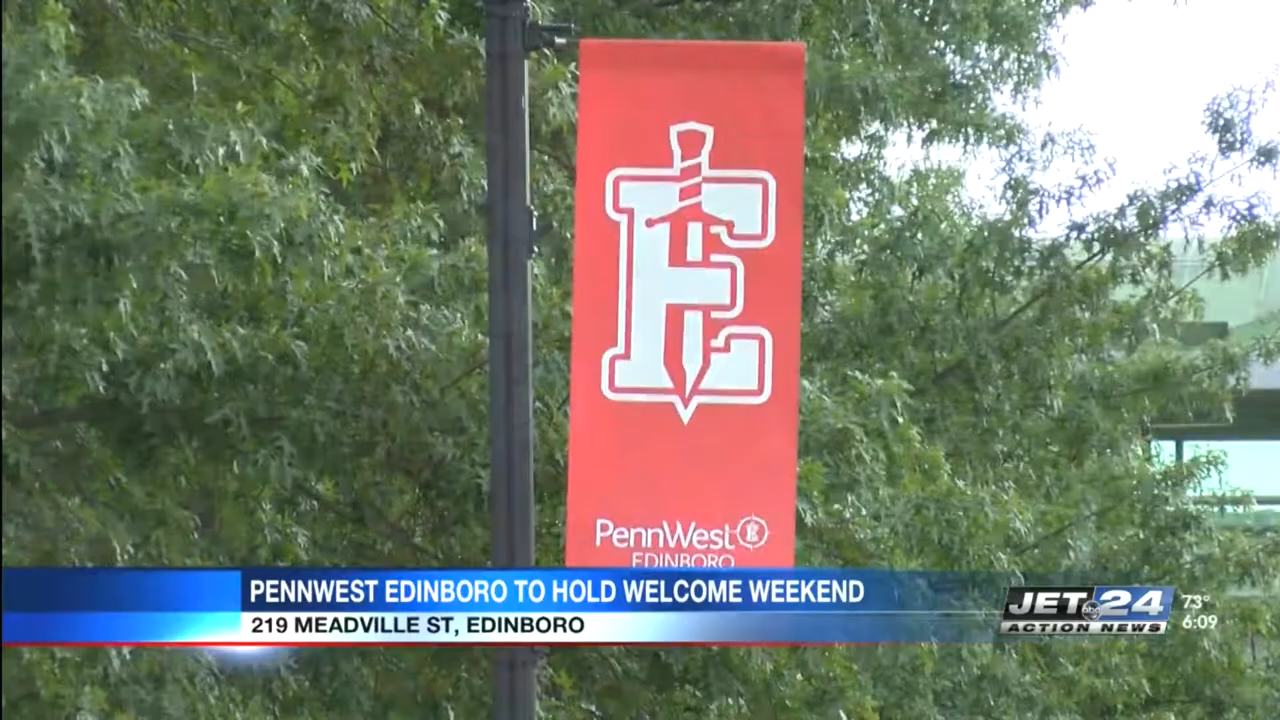 E
PennWest E
EDINBORO
PENNWEST EDINBORO TO HOLD WELCOME WEEKEND
219 MEADVILLE ST, EDINBORO
JET abc 24
ACTION NEWS
73°
6:09